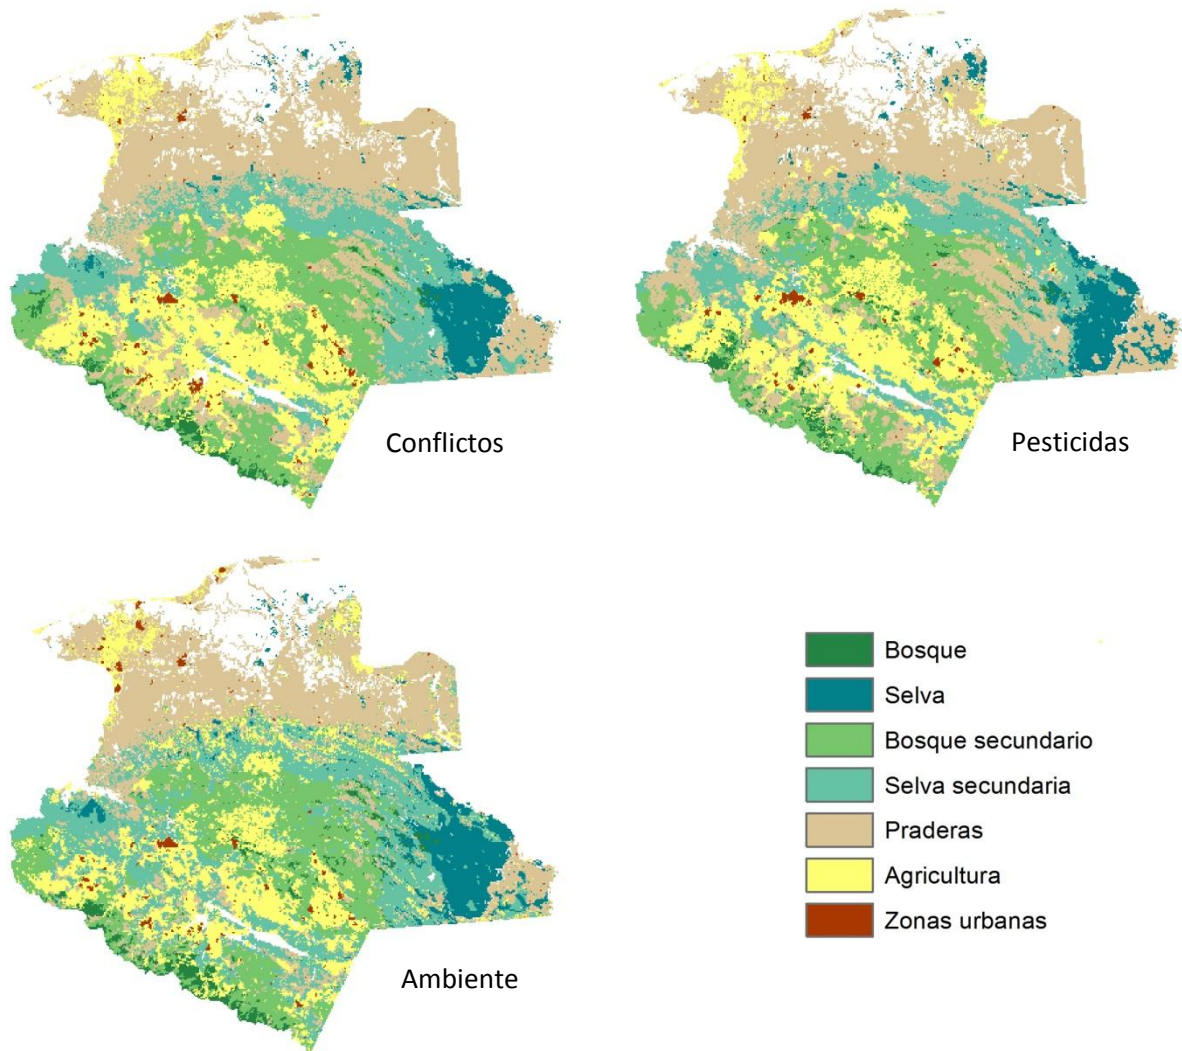 Conflictos
Pesticidas
Ambiente
Bosque
Selva
Bosque secundario
Selva secundaria
Praderas
Agricultura
Zonas urbanas